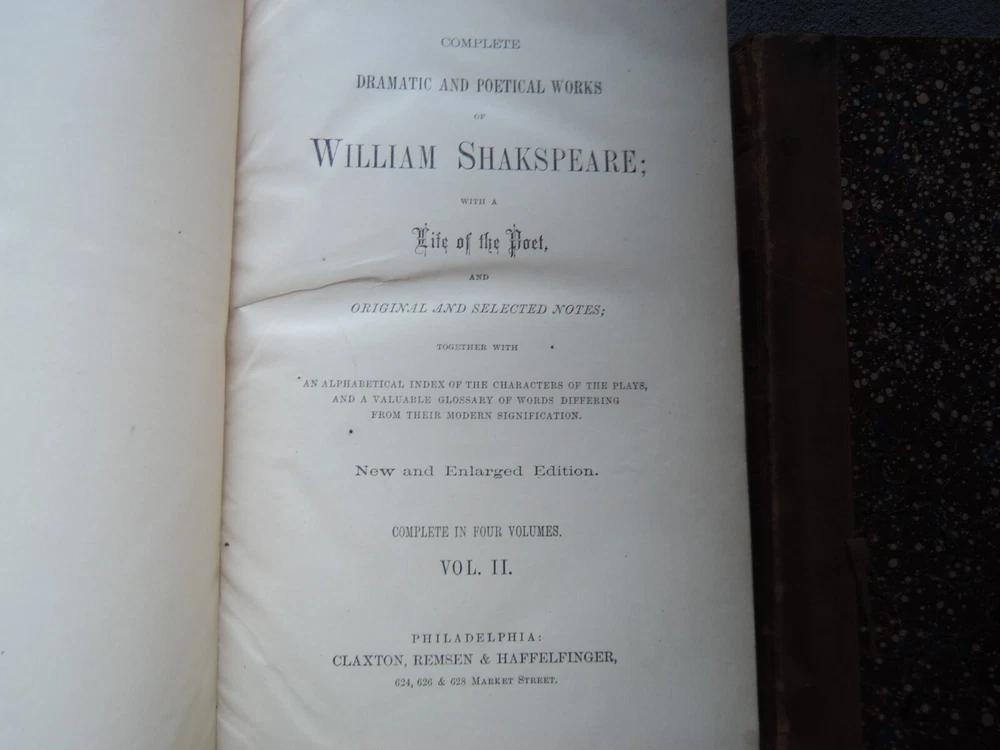 COMPLETE
DRAMATIC AND POETICAL WORKS
OF
WILLIAM SHAKSPEARE;
WITH A
Life of the Poet,
AND
ORIGINAL AND SELECTED NOTES;
TOGETHER WITH
AN ALPHABETICAL INDEX OF THE CHARACTERS OF THE PLAYS,
AND A VALUABLE GLOSSARY OF WORDS DIFFERING
FROM THEIR MODERN SIGNIFICATION.
New and Enlarged Edition.
COMPLETE IN FOUR VOLUMES.
VOL. II.
PHILADELPHIA:
CLAXTON, REMSEN & HAFFELFINGER,
624, 626 & 628 MARKET STREET.